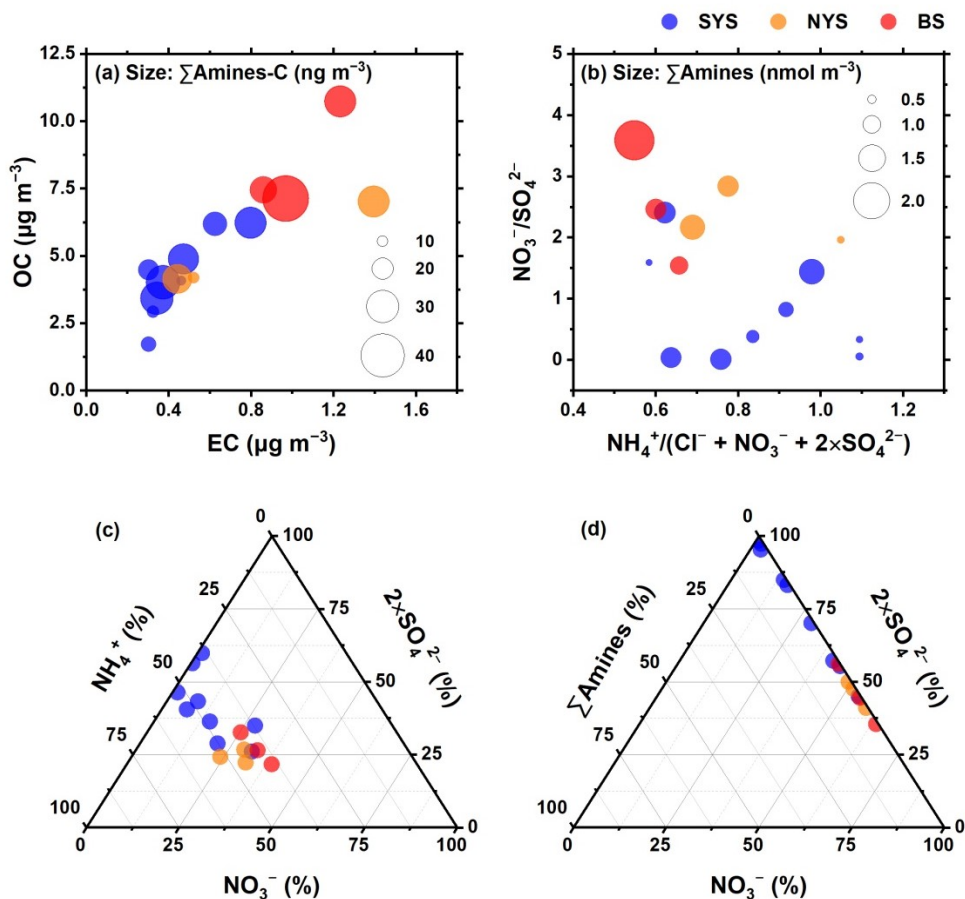 SYS NYS BS
(a) Size: ∑Amines-C (ng m⁻³)
12.5
10.0
7.5
5.0
2.5
0.0
OC (µg m⁻³)
10
20
30
40
0.0 0.4 0.8 1.2 1.6
EC (µg m⁻³)
(b) Size: ∑Amines (nmol m⁻³)
5
4
3
2
1
0
NO₃⁻/SO₄²⁻
0.5
1.0
1.5
2.0
0.4 0.6 0.8 1.0 1.2
NH₄⁺/(Cl⁻ + NO₃⁻ + 2×SO₄²⁻)
(c)
0
25
50
75
100
NH₄⁺ (%)
100
75
50
25
0
2×SO₄²⁻ (%)
25 50 75 100
NO₃⁻ (%)
(d)
0
25
50
75
100
∑Amines (%)
100
75
50
25
0
2×SO₄²⁻ (%)
25 50 75 100
NO₃⁻ (%)